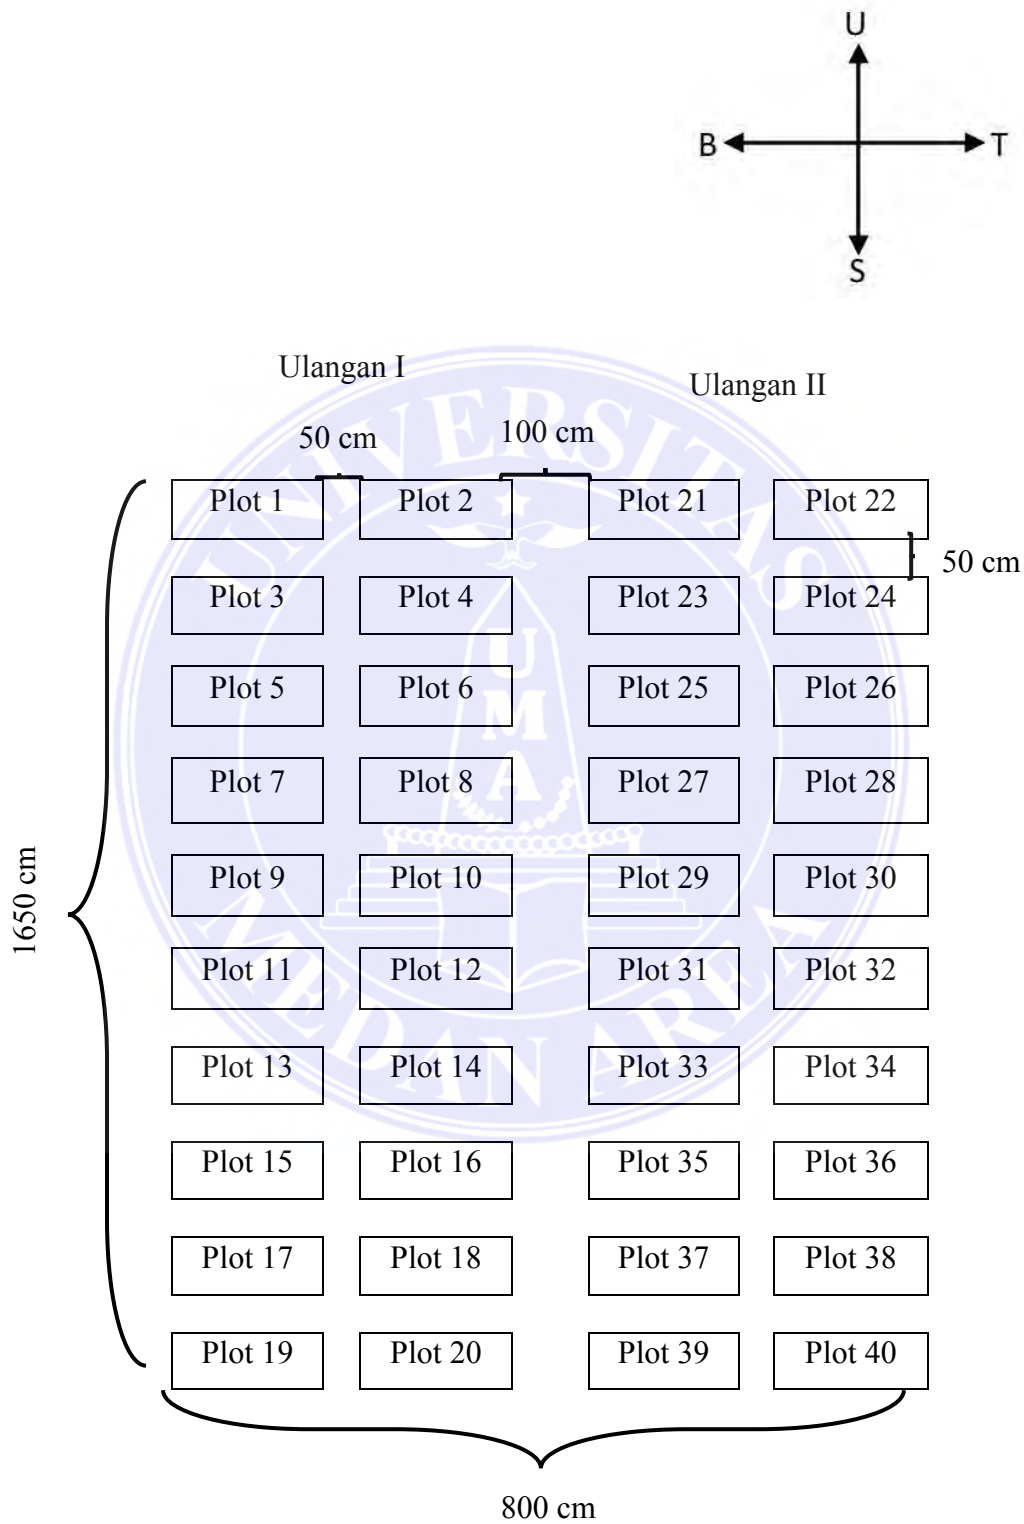 U
B T
S
Ulangan I
Ulangan II
50 cm
100 cm
Plot 1 Plot 2 Plot 21 Plot 22
50 cm
Plot 3 Plot 4 Plot 23 Plot 24
Plot 5 Plot 6 Plot 25 Plot 26
Plot 7 Plot 8 Plot 27 Plot 28
Plot 9 Plot 10 Plot 29 Plot 30
Plot 11 Plot 12 Plot 31 Plot 32
Plot 13 Plot 14 Plot 33 Plot 34
Plot 15 Plot 16 Plot 35 Plot 36
Plot 17 Plot 18 Plot 37 Plot 38
Plot 19 Plot 20 Plot 39 Plot 40
1650 cm
800 cm
UNIVERSITAS
UMA
MEDAN AREA